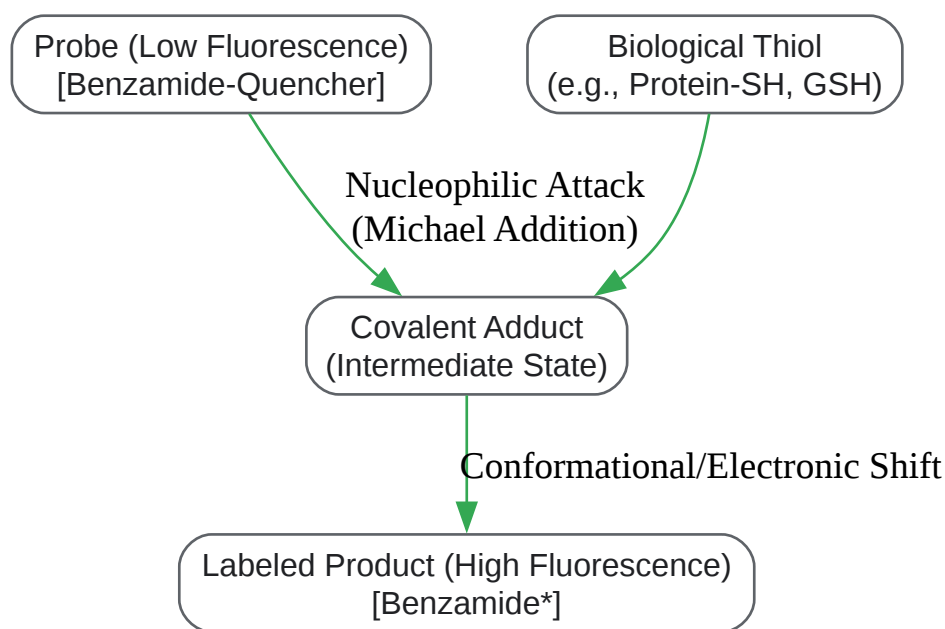 Probe (Low Fluorescence)
[Benzamide-Quencher]
Biological Thiol
(e.g., Protein-SH, GSH)
Nucleophilic Attack
(Michael Addition)
Covalent Adduct
(Intermediate State)
Conformational/Electronic Shift
Labeled Product (High Fluorescence)
[Benzamide*]